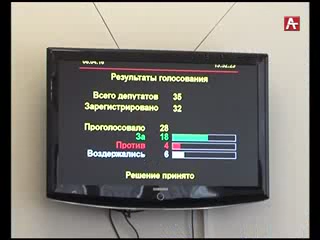 Результаты голосования
Всего депутатов 35
Зарегистрировано 32
Проголосовало 28
За 18
Против 4
Воздержались 6
Решение принято